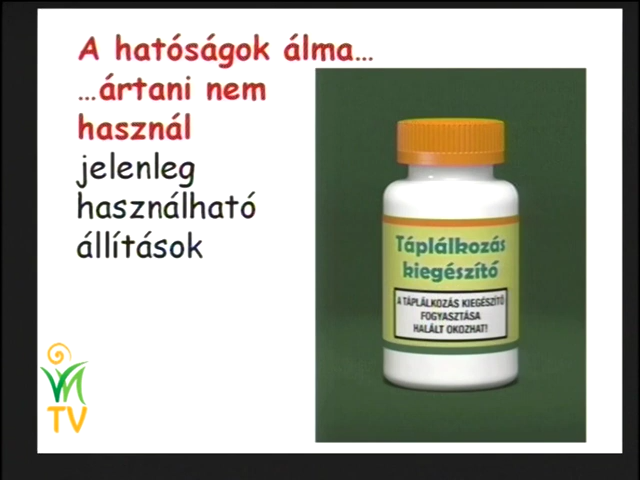 A hatóságok álma...
...ártani nem
használ
jelenleg
használható
állítások
Táplálkozás
kiegészítő
A TÁPLÁLKOZÁS KIEGÉSZÍTŐ
FOGYASZTÁSA
HALÁLT OKOZHAT!
TV